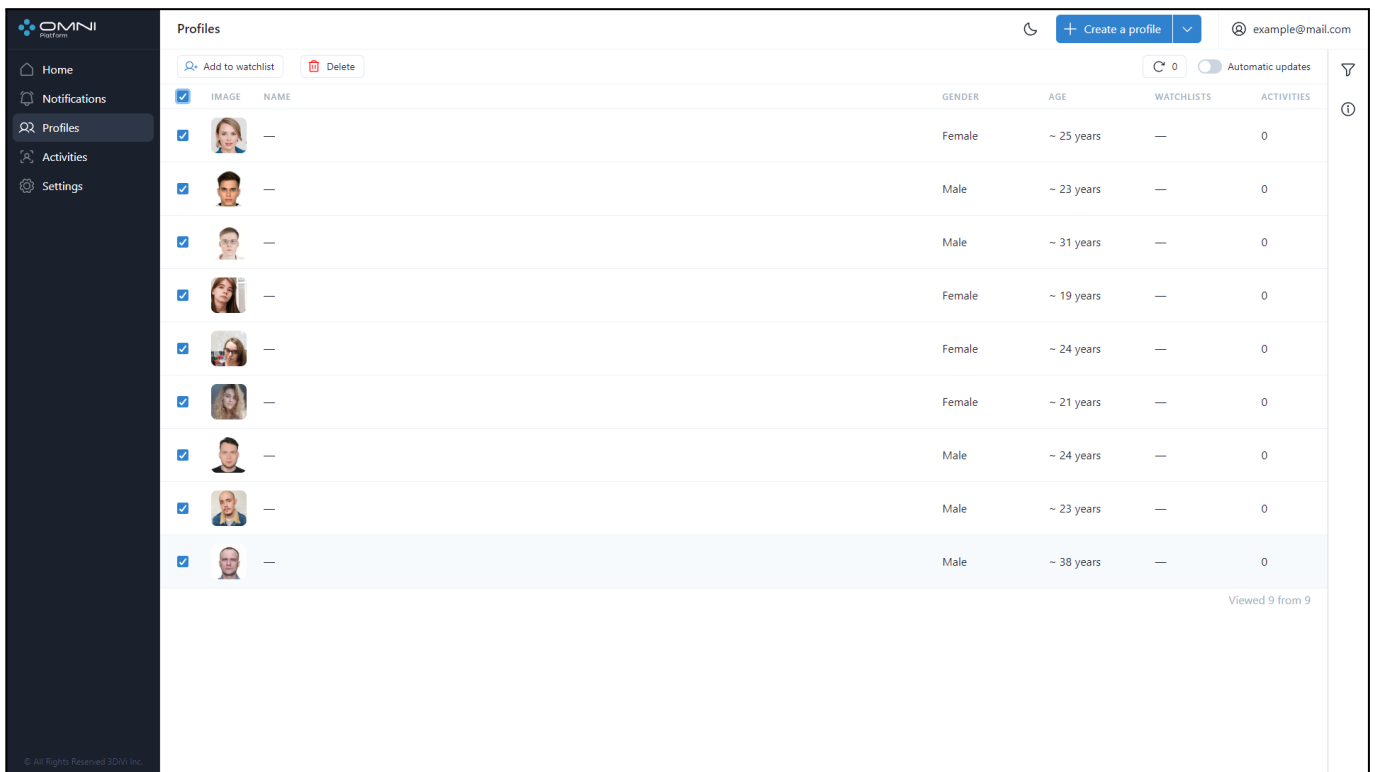 OMNI
Platform
Profiles
Create a profile
example@mail.com
Home
Notifications
Profiles
Activities
Settings
Add to watchlist
Delete
0
Automatic updates
IMAGE NAME GENDER AGE WATCHLISTS ACTIVITIES
— Female ~ 25 years — 0
— Male ~ 23 years — 0
— Male ~ 31 years — 0
— Female ~ 19 years — 0
— Female ~ 24 years — 0
— Female ~ 21 years — 0
— Male ~ 24 years — 0
— Male ~ 23 years — 0
— Male ~ 38 years — 0
Viewed 9 from 9
© All Rights Reserved 3DiVi Inc.